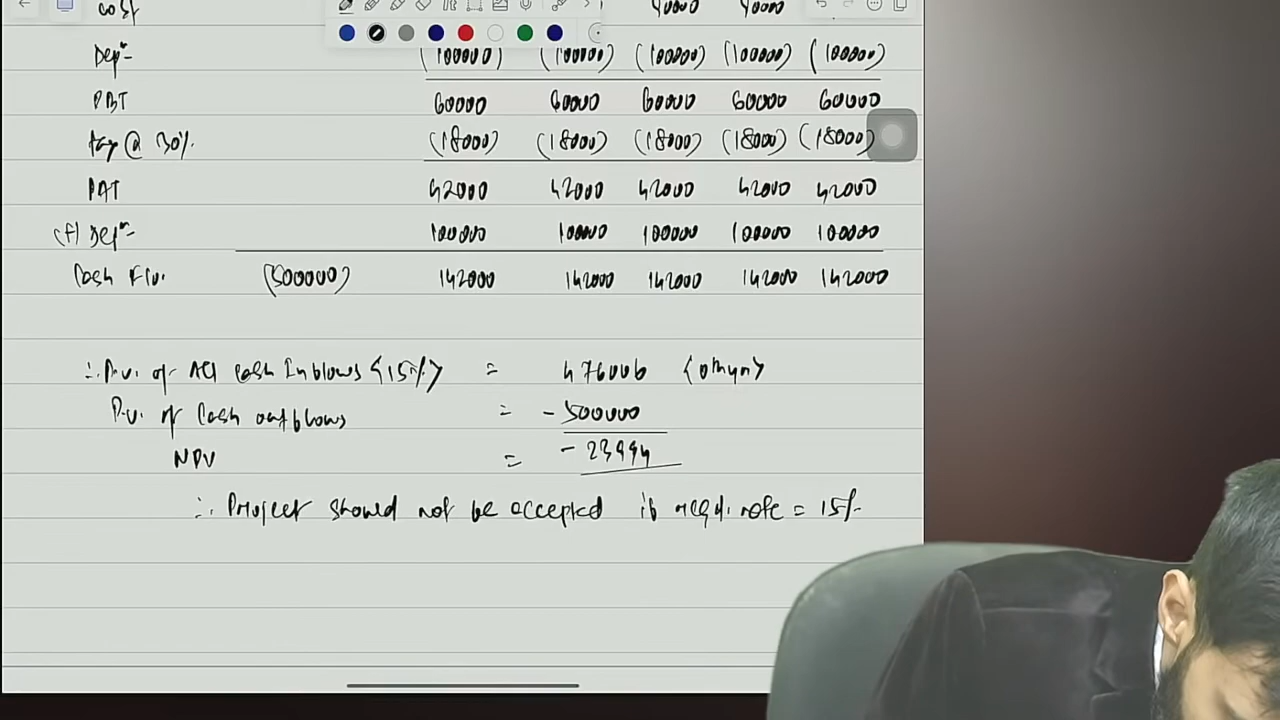 cost 40000 40000
Depn- (100000) (100000) (100000) (100000) (100000)
PBT 60000 60000 60000 60000 60000
Tax @ 30% (18000) (18000) (18000) (18000) (18000)
PAT 42000 42000 42000 42000 42000
(+) Depn- 100000 100000 100000 100000 100000
Cash Flow (500000) 142000 142000 142000 142000 142000
∴ P.V. of All cash Inflows {15%} = 476006
P.V. of Cash outflows = - 500000
NPV = - 23994
∴ Project should not be accepted if reqd. rate = 15%